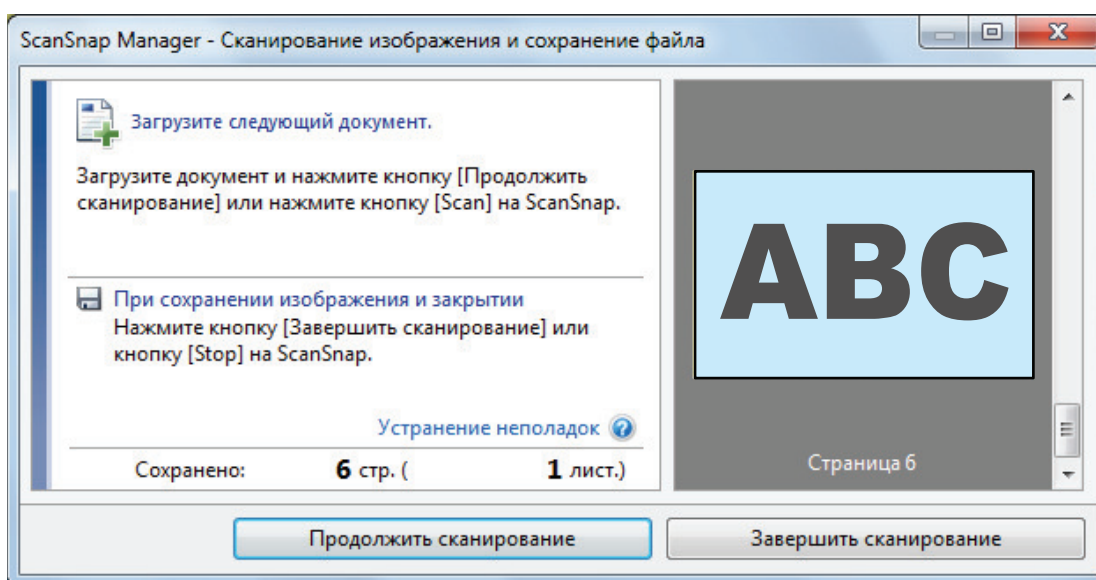 ScanSnap Manager - Сканирование изображения и сохранение файла
Загрузите следующий документ.
Загрузите документ и нажмите кнопку [Продолжить
сканирование] или нажмите кнопку [Scan] на ScanSnap.
При сохранении изображения и закрытии
Нажмите кнопку [Завершить сканирование] или
кнопку [Stop] на ScanSnap.
Устранение неполадок
Сохранено: 6 стр. ( 1 лист.)
ABC
Страница 6
Продолжить сканирование
Завершить сканирование